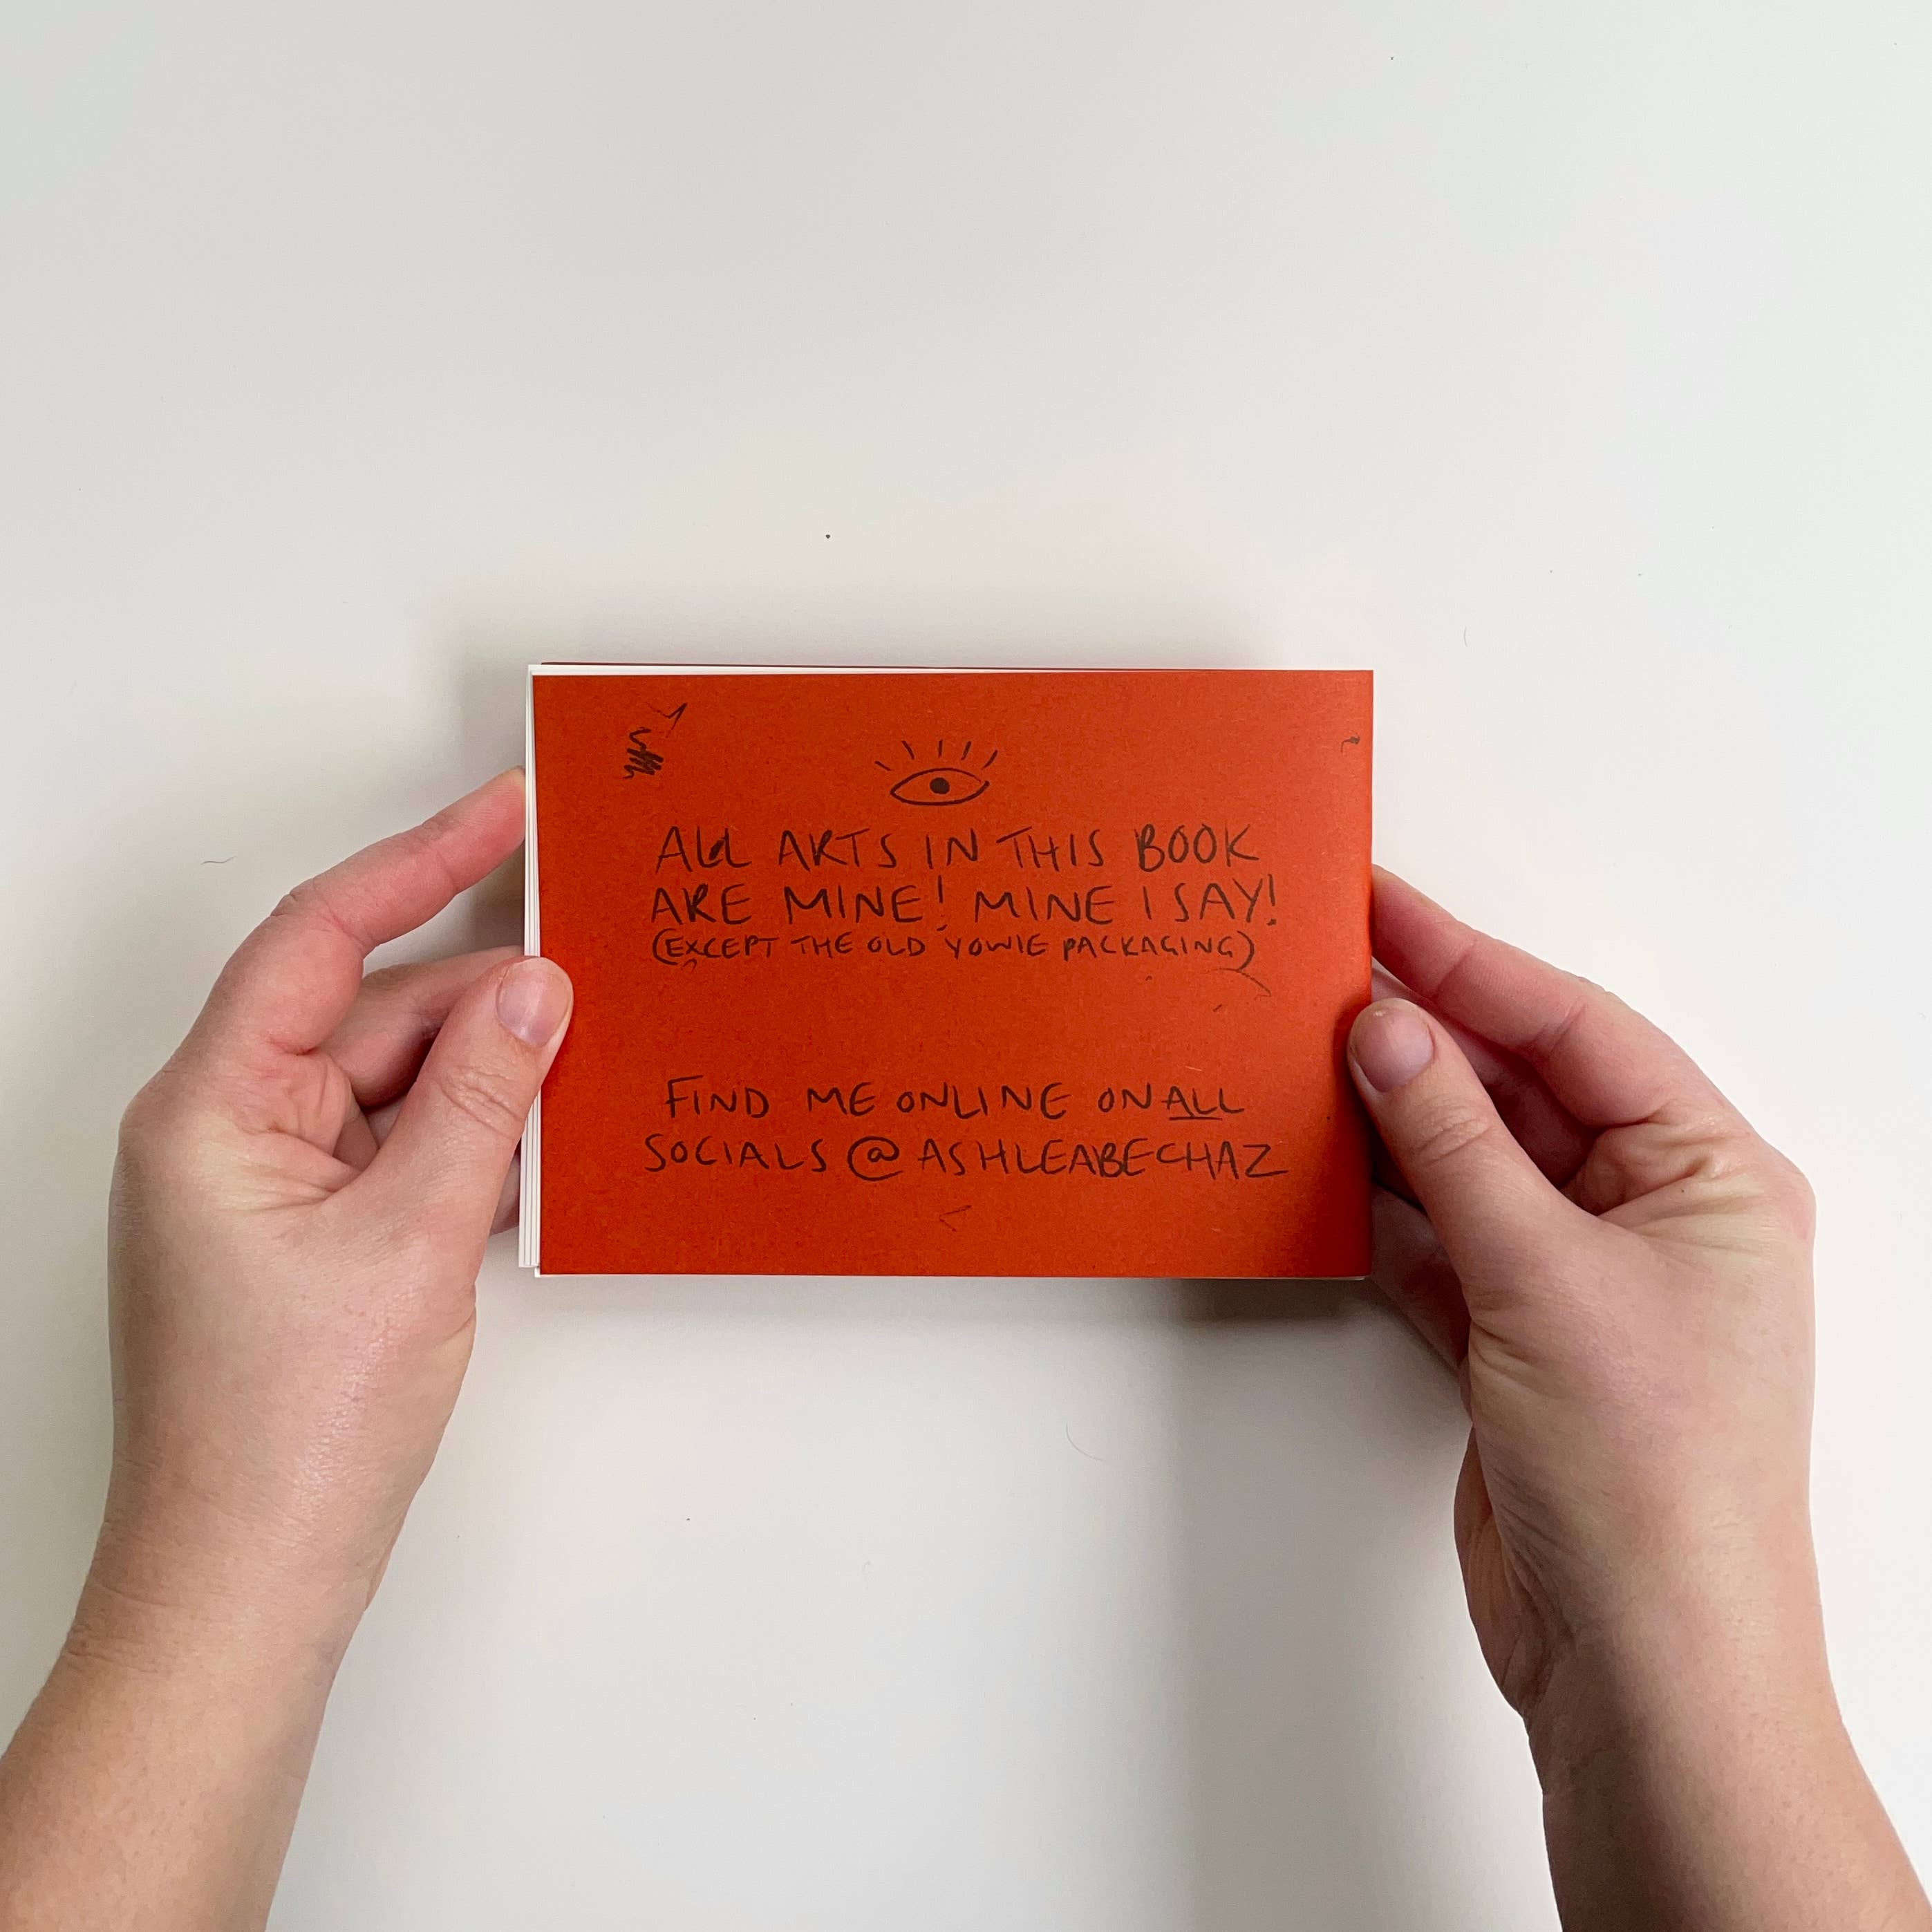 ALL ARTS IN THIS BOOK
ARE MINE! MINE I SAY!
(EXCEPT THE OLD YOWIE PACKAGING)
FIND ME ONLINE ON ALL
SOCIALS @ASHLEABECHAZ